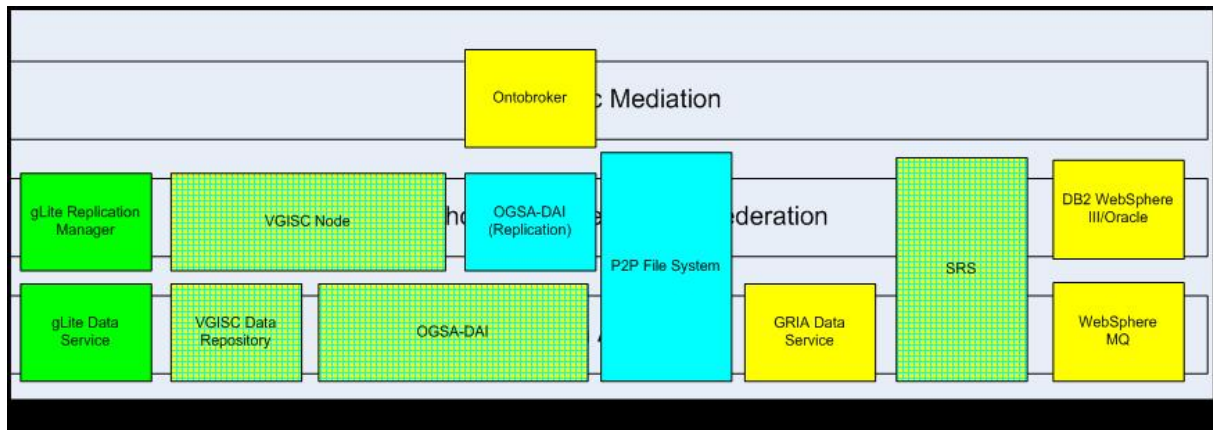 Ontobroker
c Mediation
gLite Replication
Manager
VGISC Node
OGSA-DAI
(Replication)
ederation
DB2 WebSphere
III/Oracle
P2P File System
SRS
gLite Data
Service
VGISC Data
Repository
OGSA-DAI
GRIA Data
Service
WebSphere
MQ